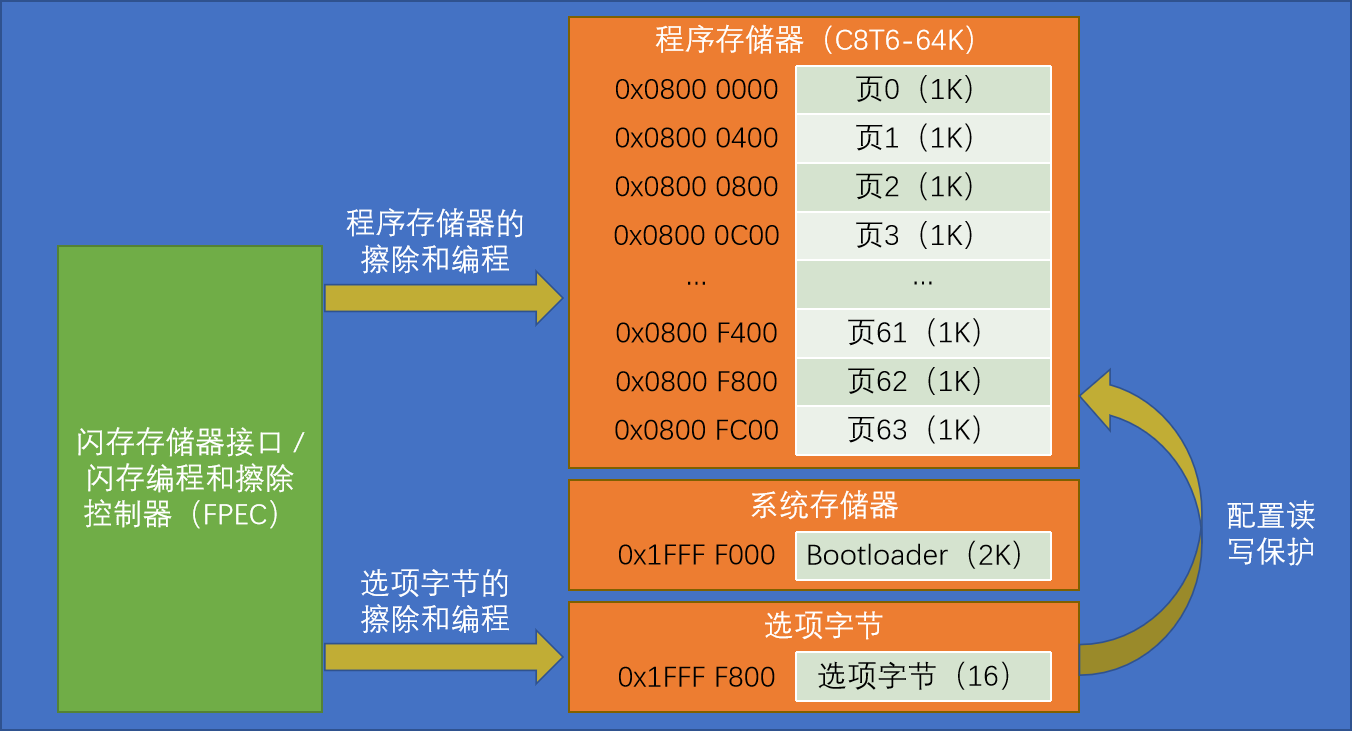 程序存储器（C8T6-64K）
0x0800 0000 页0（1K）
0x0800 0400 页1（1K）
0x0800 0800 页2（1K）
0x0800 0C00 页3（1K）
... ...
0x0800 F400 页61（1K）
0x0800 F800 页62（1K）
0x0800 FC00 页63（1K）
程序存储器的
擦除和编程
闪存存储器接口 /
闪存编程和擦除
控制器（FPEC）
系统存储器
0x1FFF F000 Bootloader（2K）
配置读
写保护
选项字节的
擦除和编程
选项字节
0x1FFF F800 选项字节（16）